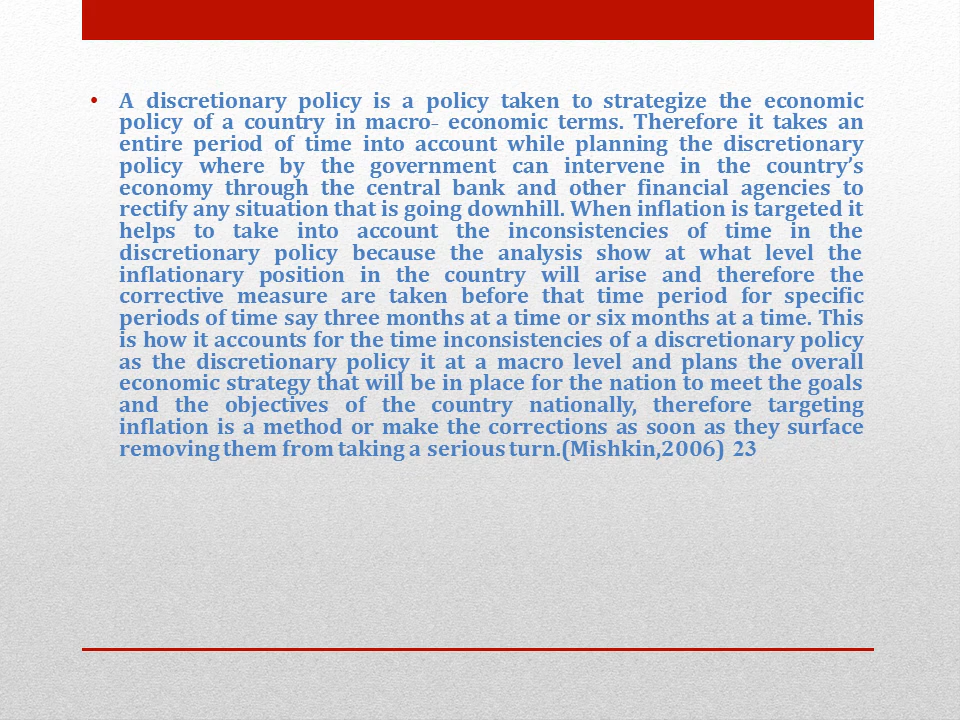 • A discretionary policy is a policy taken to strategize the economic
policy of a country in macro- economic terms. Therefore it takes an
entire period of time into account while planning the discretionary
policy where by the government can intervene in the country’s
economy through the central bank and other financial agencies to
rectify any situation that is going downhill. When inflation is targeted it
helps to take into account the inconsistencies of time in the
discretionary policy because the analysis show at what level the
inflationary position in the country will arise and therefore the
corrective measure are taken before that time period for specific
periods of time say three months at a time or six months at a time. This
is how it accounts for the time inconsistencies of a discretionary policy
as the discretionary policy it at a macro level and plans the overall
economic strategy that will be in place for the nation to meet the goals
and the objectives of the country nationally, therefore targeting
inflation is a method or make the corrections as soon as they surface
removing them from taking a serious turn.(Mishkin,2006) 23